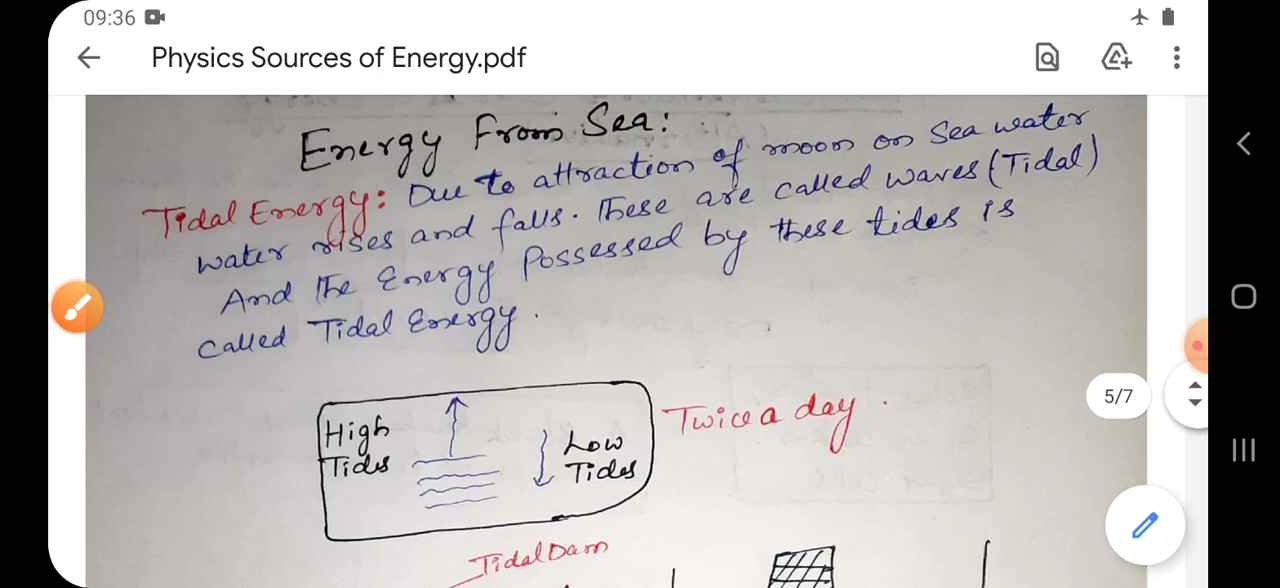 09:36
Physics Sources of Energy.pdf
Energy From Sea:
Tidal Energy: Due to attraction of moon on Sea water
water rises and falls. These are called waves (Tidal)
And the Energy Possessed by these tides is
called Tidal Energy.
High Tides
Low Tides
Twice a day.
5/7
Tidal Dam